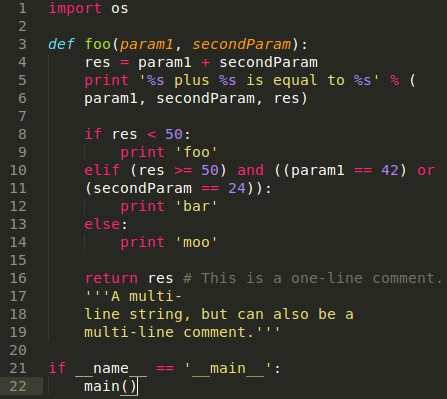 1 import os
2
3 def foo(param1, secondParam):
4     res = param1 + secondParam
5     print '%s plus %s is equal to %s' % (
6     param1, secondParam, res)
7
8     if res < 50:
9         print 'foo'
10     elif (res >= 50) and ((param1 == 42) or
11     (secondParam == 24)):
12         print 'bar'
13     else:
14         print 'moo'
15
16     return res # This is a one-line comment.
17     '''A multi-
18     line string, but can also be a
19     multi-line comment.'''
20
21 if __name__ == '__main__':
22     main()